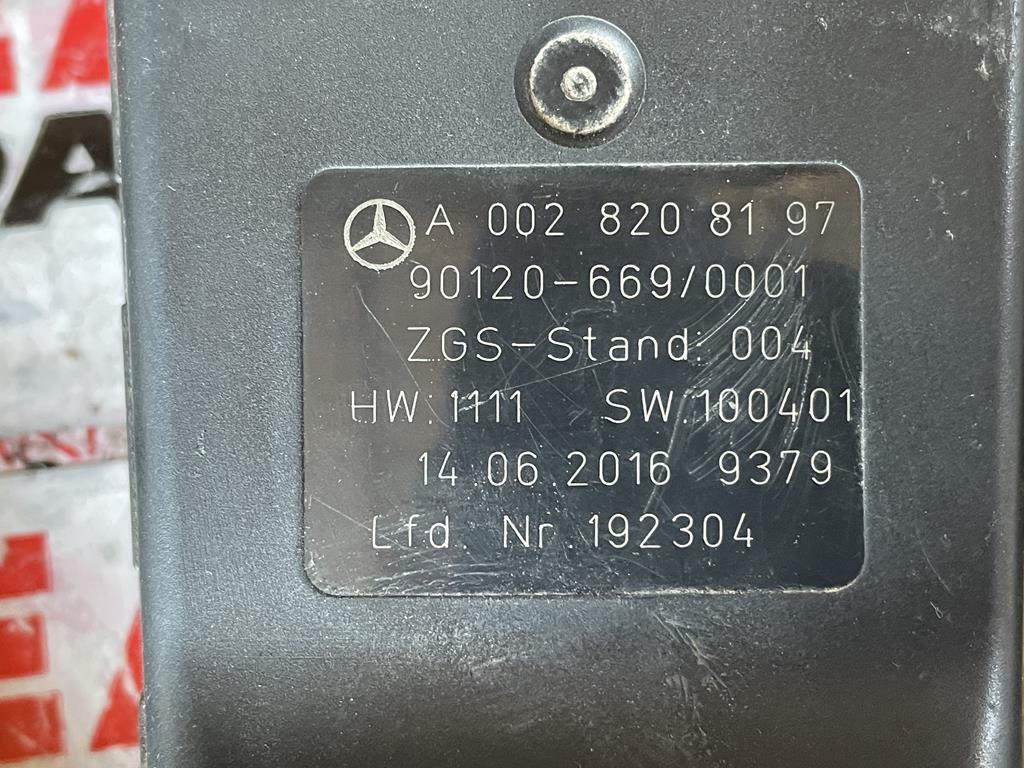 A 002 820 81 97
90120-669/0001
ZGS-Stand: 004
HW:1111 SW:100401
14.06.2016 9379
Lfd. Nr.192304